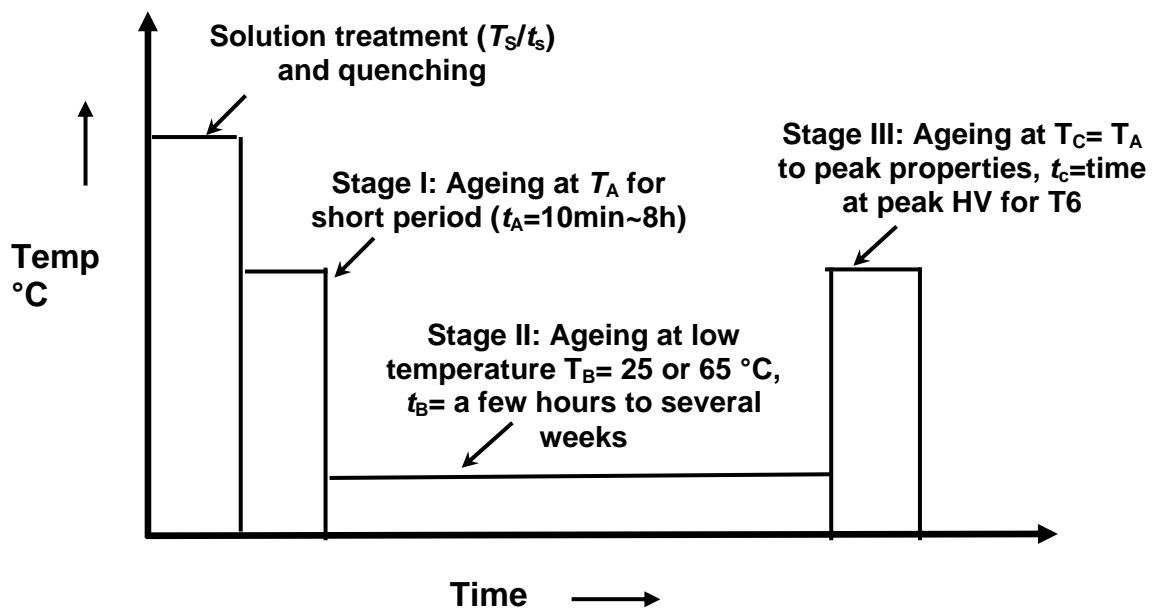 Solution treatment (TS/ts)
and quenching
Stage I: Ageing at TA for
short period (tA=10min~8h)
Stage III: Ageing at TC= TA
to peak properties, tc=time
at peak HV for T6
Temp
°C
Stage II: Ageing at low
temperature TB= 25 or 65 °C,
tB= a few hours to several
weeks
Time